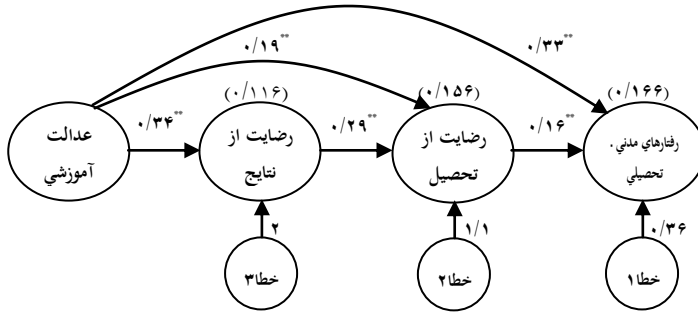 ۰/۳۳**
۰/۱۹**
(۰/۱۶۶)
(۰/۱۵۶)
(۰/۱۱۶)
عدالت
آموزشي
۰/۳۴**
رضايت از
نتايج
۰/۲۹**
رضايت از
تحصيل
۰/۱۶**
رفتارهاي مدني .
تحصيلي
۲
۱/۱
۰/۳۶
خطا۳
خطا۲
خطا۱